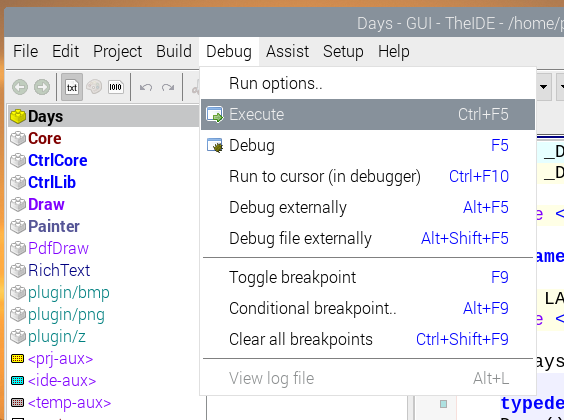 Days - GUI - TheIDE - /home/p
File Edit Project Build Debug Assist Setup Help
txt
Run options..
Execute Ctrl+F5
Debug F5
Run to cursor (in debugger) Ctrl+F10
Debug externally Alt+F5
Debug file externally Alt+Shift+F5
Toggle breakpoint F9
Conditional breakpoint.. Alt+F9
Clear all breakpoints Ctrl+Shift+F9
View log file Alt+L
Days
Core
CtrlCore
CtrlLib
Draw
Painter
PdfDraw
RichText
plugin/bmp
plugin/png
plugin/z
<prj-aux>
<ide-aux>
<temp-aux>
_D
_D
e <
ame
LA
e <
ays
typede